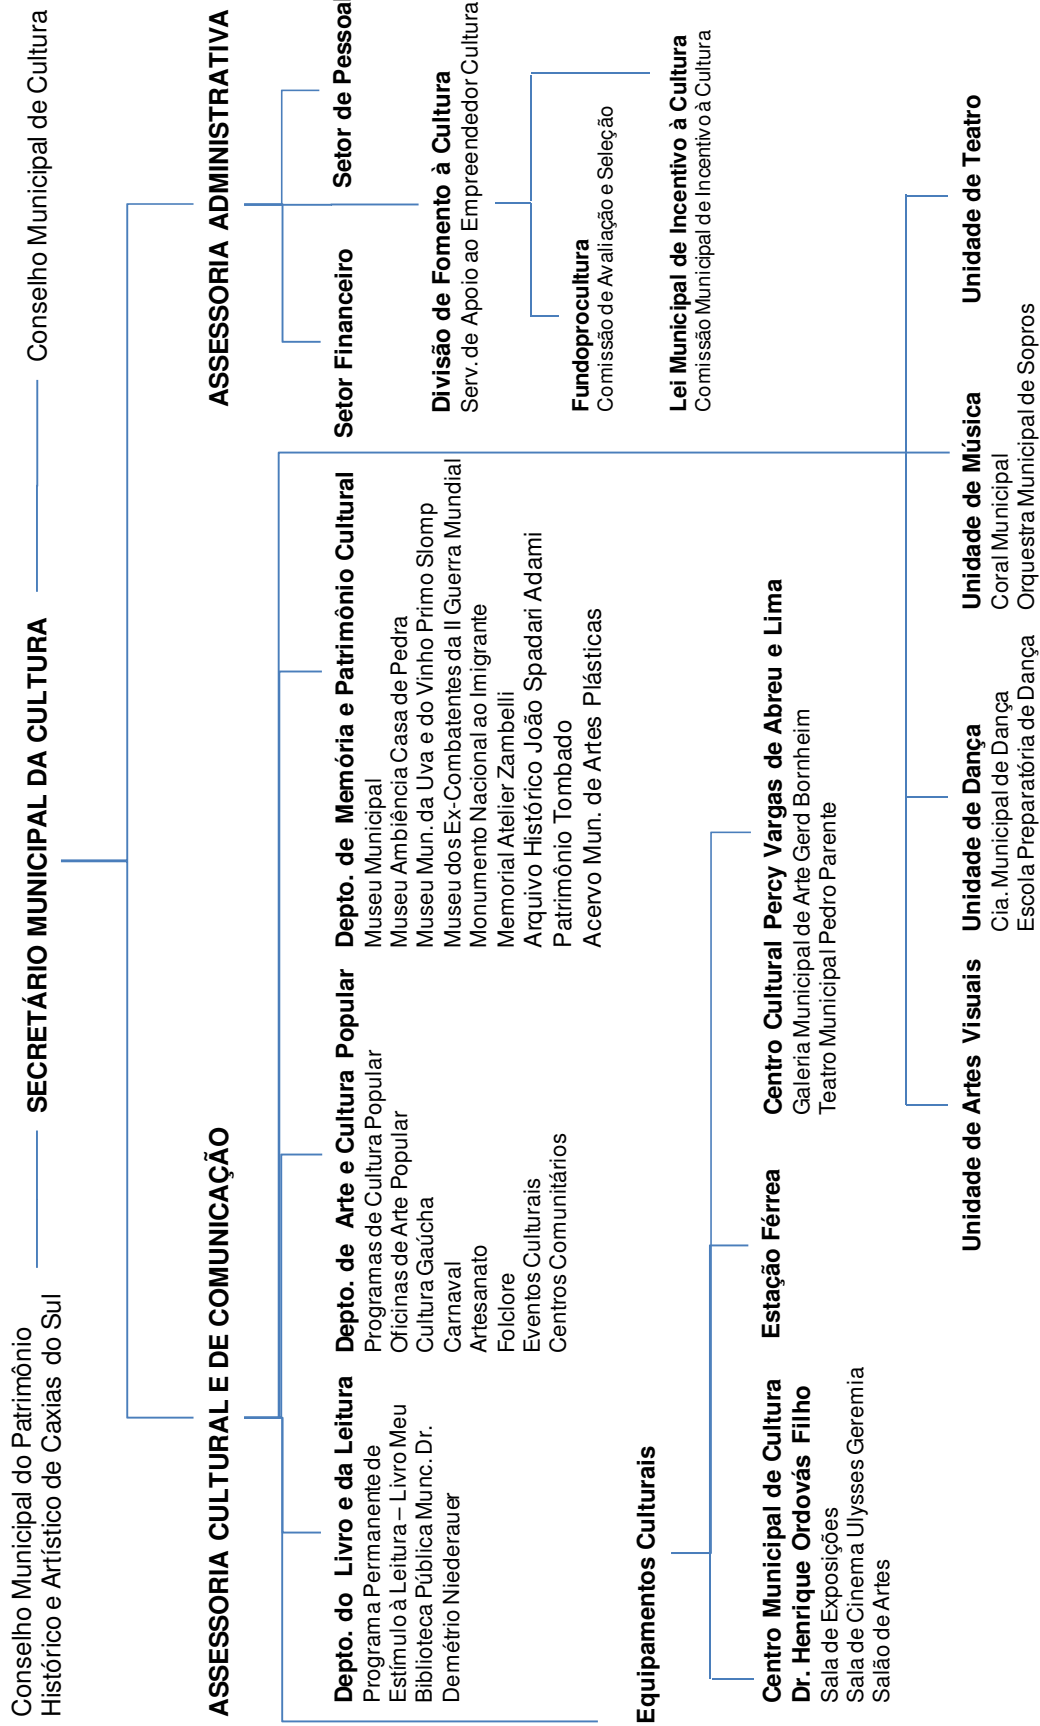 Conselho Municipal do Patrimônio
Histórico e Artístico de Caxias do Sul
SECRETÁRIO MUNICIPAL DA CULTURA
Conselho Municipal de Cultura
ASSESSORIA CULTURAL E DE COMUNICAÇÃO
ASSESSORIA ADMINISTRATIVA
Depto. do Livro e da Leitura
Programa Permanente de
Estímulo à Leitura – Livro Meu
Biblioteca Pública Munc. Dr.
Demétrio Niederauer
Depto. de Arte e Cultura Popular
Programas de Cultura Popular
Oficinas de Arte Popular
Cultura Gaúcha
Carnaval
Artesanato
Folclore
Eventos Culturais
Centros Comunitários
Depto. de Memória e Patrimônio Cultural
Museu Municipal
Museu Ambiência Casa de Pedra
Museu Mun. da Uva e do Vinho Primo Slomp
Museu dos Ex-Combatentes da II Guerra Mundial
Monumento Nacional ao Imigrante
Memorial Atelier Zambelli
Arquivo Histórico João Spadari Adami
Patrimônio Tombado
Acervo Mun. de Artes Plásticas
Setor Financeiro
Setor de Pessoal
Divisão de Fomento à Cultura
Serv. de Apoio ao Empreendedor Cultura
Fundoprocultura
Comissão de Avaliação e Seleção
Lei Municipal de Incentivo à Cultura
Comissão Municipal de Incentivo à Cultura
Equipamentos Culturais
Centro Municipal de Cultura
Dr. Henrique Ordovás Filho
Sala de Exposições
Sala de Cinema Ulysses Geremia
Salão de Artes
Estação Férrea
Centro Cultural Percy Vargas de Abreu e Lima
Galeria Municipal de Arte Gerd Bornheim
Teatro Municipal Pedro Parente
Unidade de Artes Visuais
Unidade de Dança
Cia. Municipal de Dança
Escola Preparatória de Dança
Unidade de Música
Coral Municipal
Orquestra Municipal de Sopros
Unidade de Teatro